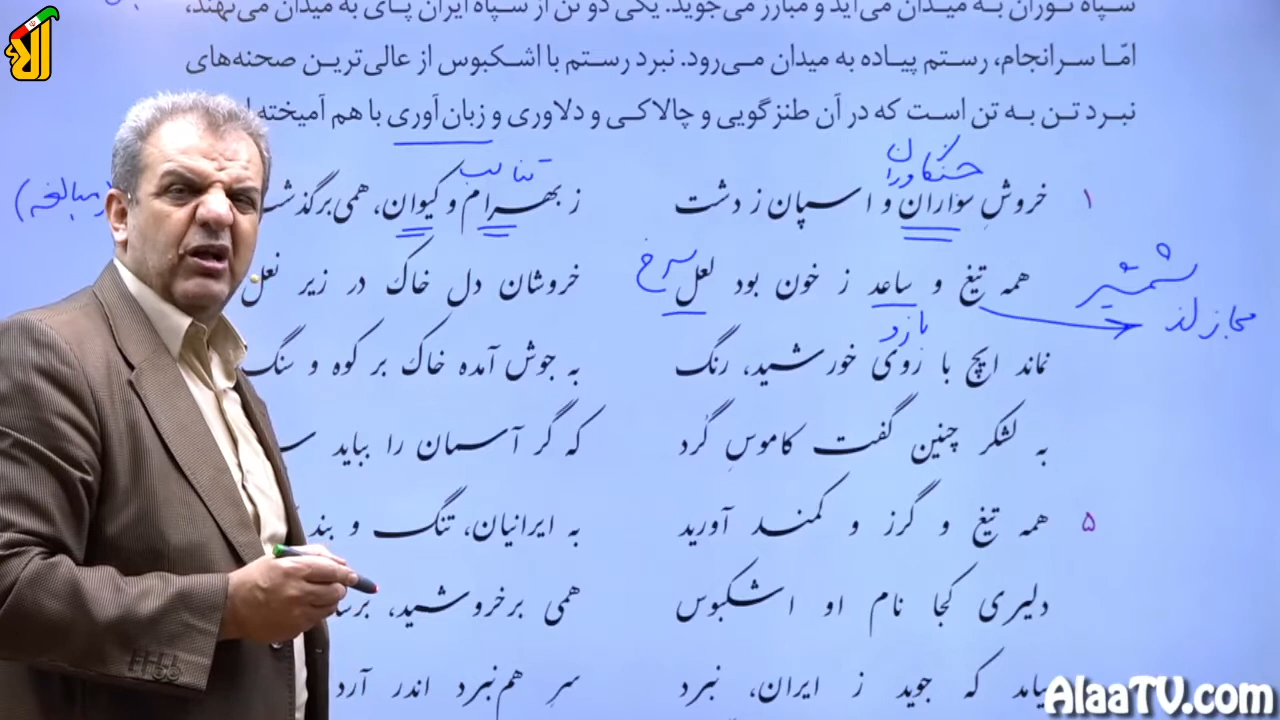 سپاه توران به میدان می‌آید و مبارز می‌جوید. یکی دو تن از سپاه ایران پای به میدان می‌نهند،
امّا سرانجام، رستم پیاده به میدان می‌رود. نبرد رستم با اشکبوس از عالی‌ترین صحنه‌های
نبرد تن به تن است که در آن طنزگویی و چالاکی و دلاوری و زبان‌آوری با هم آمیخته
جنگاوران
تناسب
۱ خروشِ سواران و اسپان ز دشت ز بهرام و کیوان، همی برگذشت
(مبالغه)
همه تیغ و ساعد ز خون بود لعل خروشان دل خاک در زیر نعل
سرخ
شمشیر
مجاز از
بازو
نماند ایچ با روی خورشید، رنگ به جوش آمده خاک بر کوه و سنگ
به لشکر چنین گفت کاموسِ گُرد که گر آسمان را بباید
۵ همه تیغ و گرز و کمند آورید به ایرانیان، تنگ و بند
دلیری کجا نام او اشکبوس همی برخروشید،
بیامد که جوید ز ایران، نبرد سرِ هم‌نبرد اندر آرد
AlaaTV.com